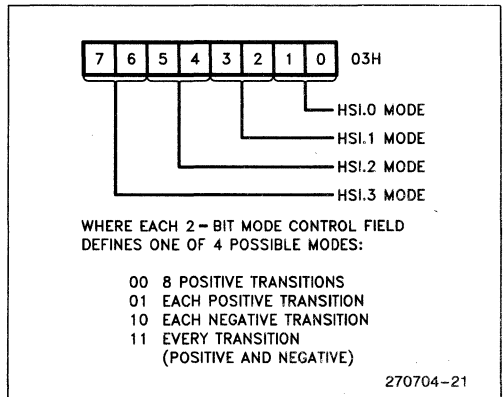 7 6 5 4 3 2 1 0 03H
HSI.0 MODE
HSI.1 MODE
HSI.2 MODE
HSI.3 MODE
WHERE EACH 2-BIT MODE CONTROL FIELD
DEFINES ONE OF 4 POSSIBLE MODES:
00 8 POSITIVE TRANSITIONS
01 EACH POSITIVE TRANSITION
10 EACH NEGATIVE TRANSITION
11 EVERY TRANSITION
(POSITIVE AND NEGATIVE)
270704-21